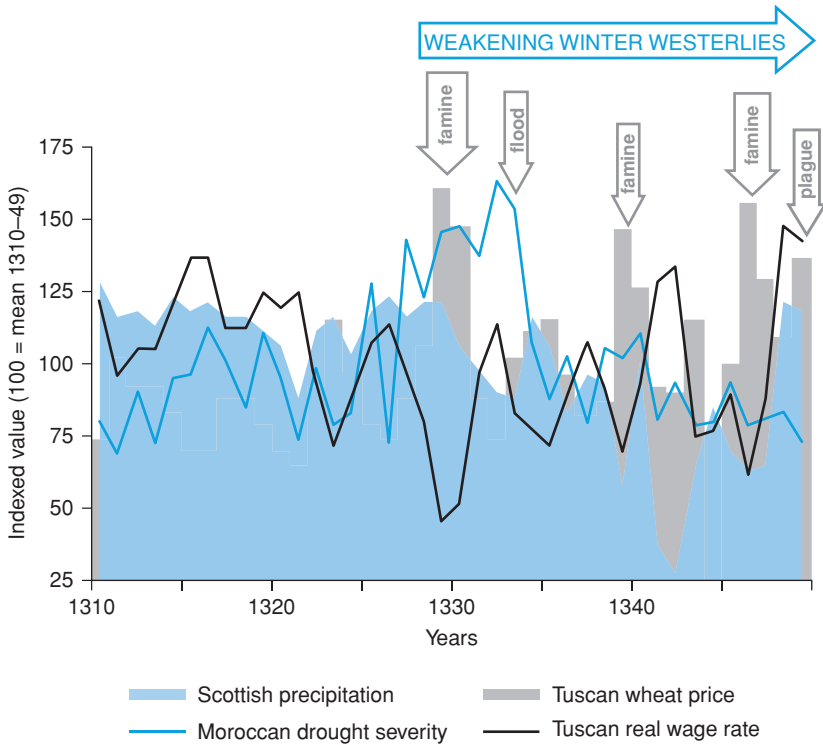 WEAKENING WINTER WESTERLIES
famine
flood
famine
famine
plague
Indexed value (100 = mean 1310–49)
175
150
125
100
75
50
25
1310
1320
1330
1340
Years
Scottish precipitation
Tuscan wheat price
Moroccan drought severity
Tuscan real wage rate